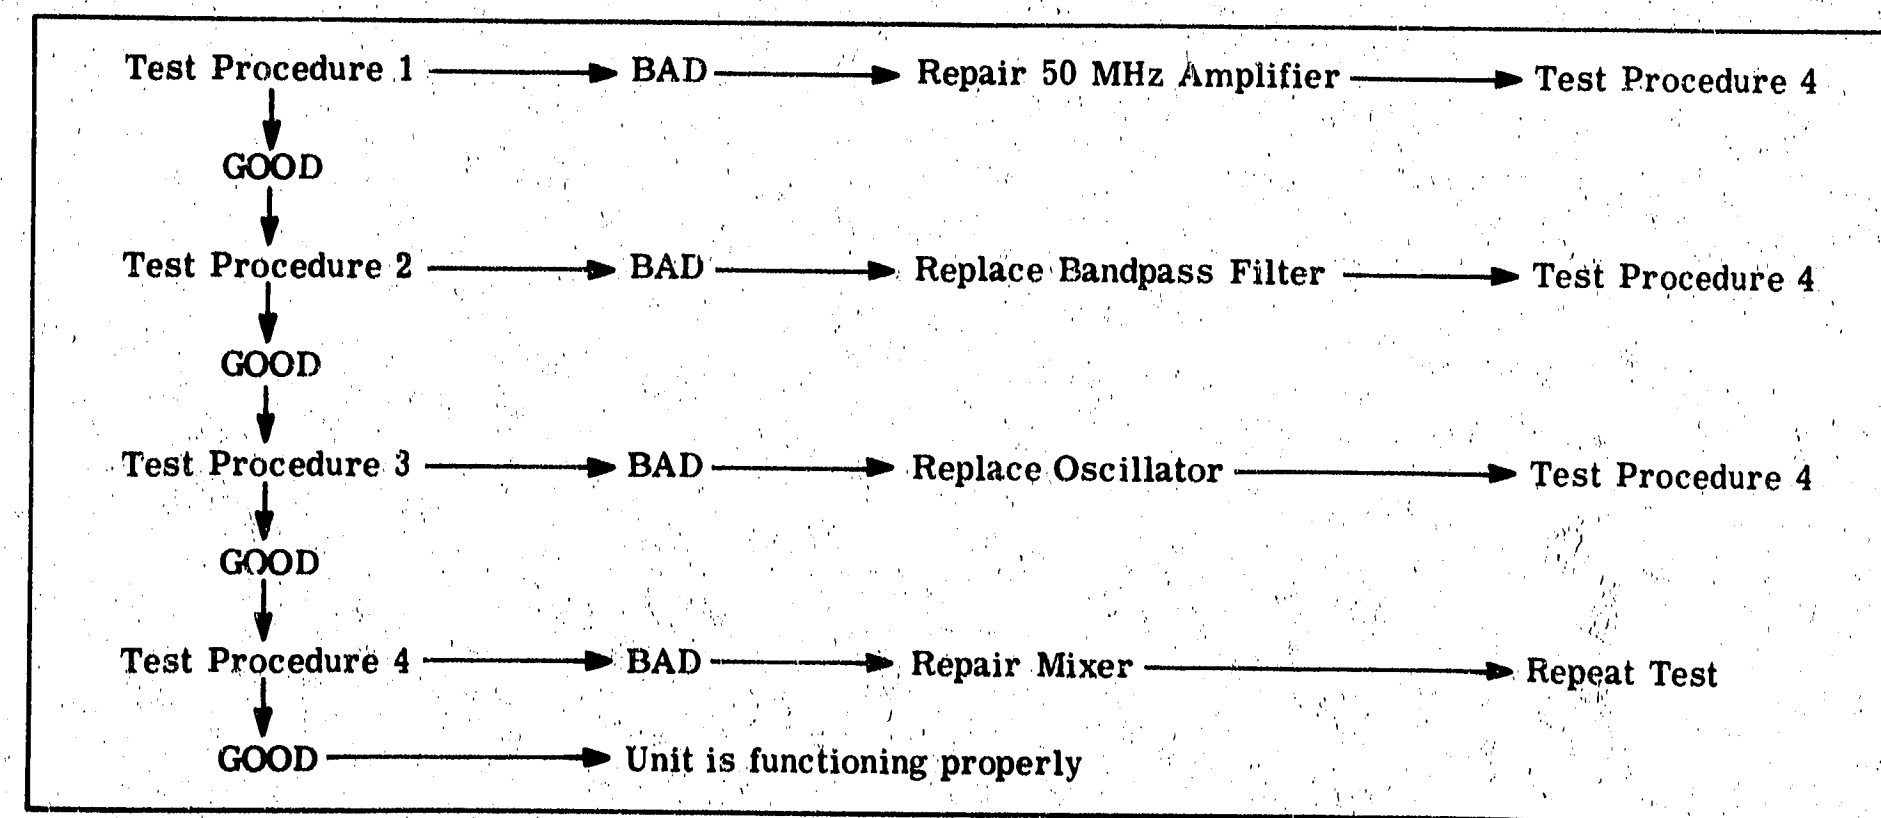 Test Procedure 1 BAD Repair 50 MHz Amplifier Test Procedure 4
GOOD
Test Procedure 2 BAD Replace Bandpass Filter Test Procedure 4
GOOD
Test Procedure 3 BAD Replace Oscillator Test Procedure 4
GOOD
Test Procedure 4 BAD Repair Mixer Repeat Test
GOOD Unit is functioning properly